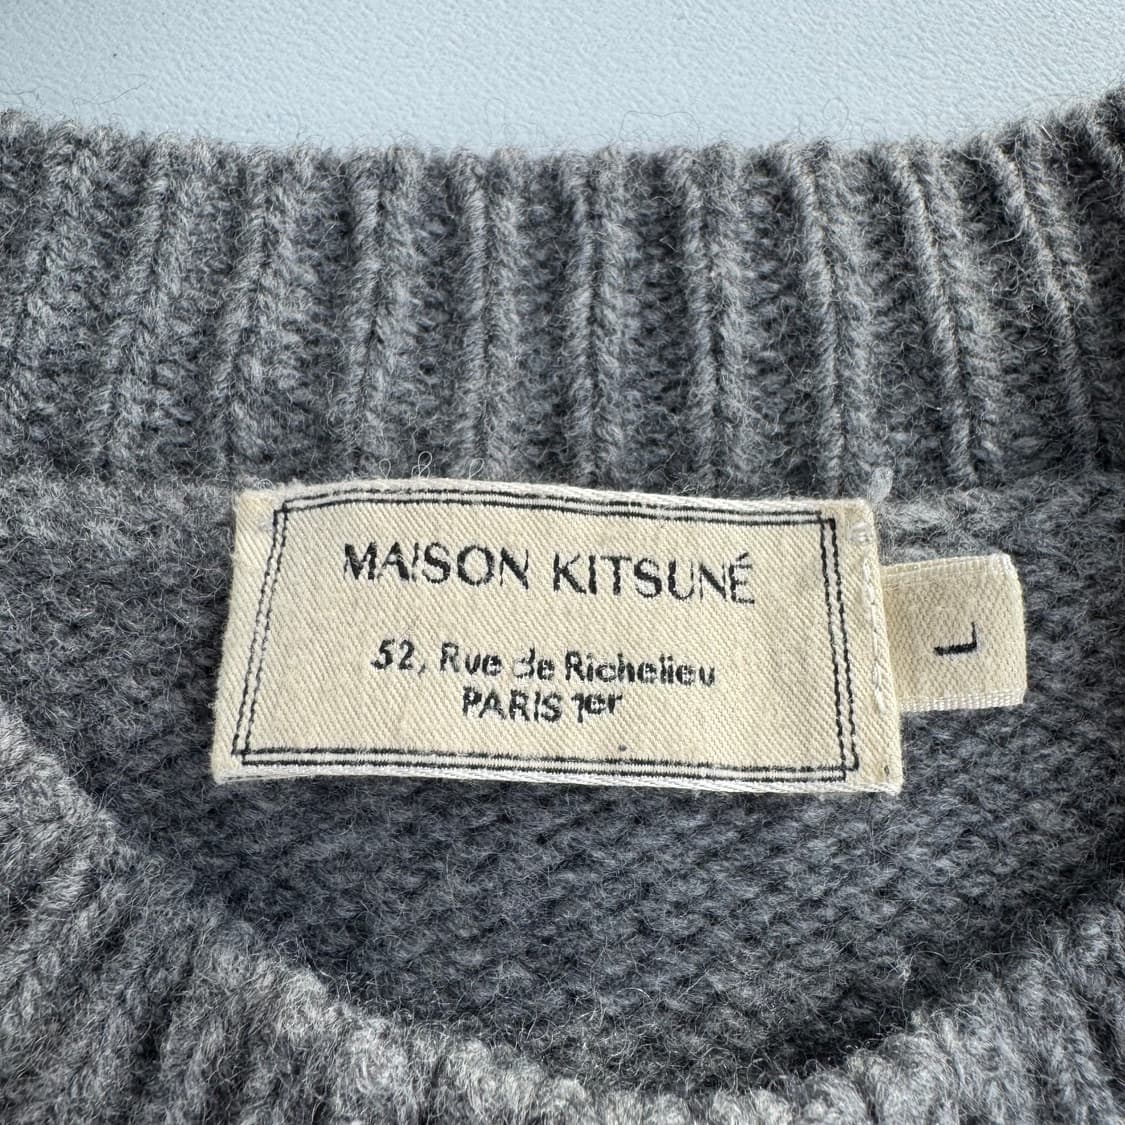 MAISON KITSUNÉ
52, Rue de Richelieu
PARIS 1er
L